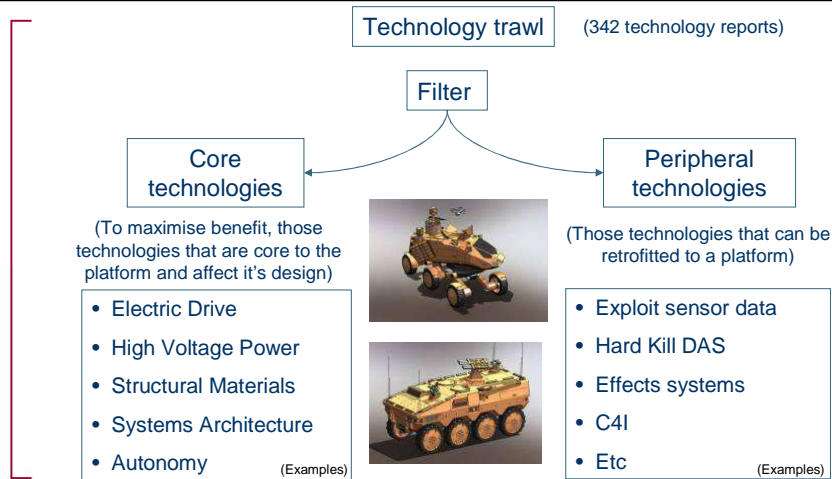 Technology trawl
(342 technology reports)
Filter
Core
technologies
(To maximise benefit, those
technologies that are core to the
platform and affect it's design)
• Electric Drive
• High Voltage Power
• Structural Materials
• Systems Architecture
• Autonomy
(Examples)
Peripheral
technologies
(Those technologies that can be
retrofitted to a platform)
• Exploit sensor data
• Hard Kill DAS
• Effects systems
• C4I
• Etc
(Examples)